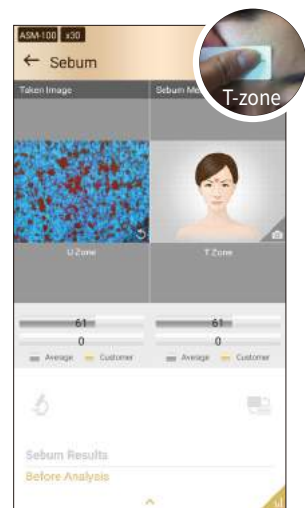 ASM-100 x30
← Sebum
T-zone
Taken Image
Sebum Me
U Zone
T Zone
61
61
0
0
Average Customer
Average Customer
Sebum Results
Before Analysis